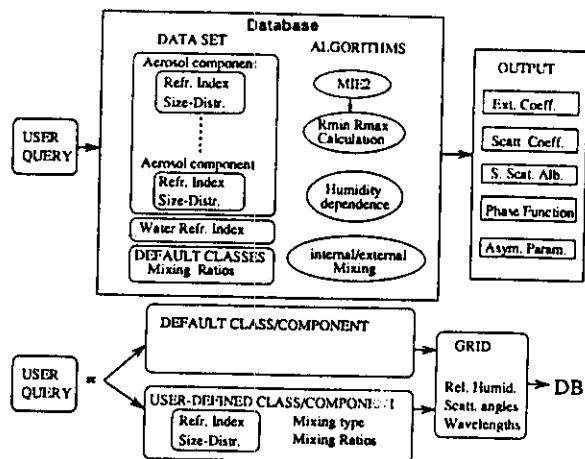 Database
DATA SET
Aerosol component:
Refr. Index
Size-Distr.
Aerosol component
Refr. Index
Size-Distr.
Water Refr. Index
DEFAULT CLASSES
Mixing Ratios
ALGORITHMS
MIE2
Rmin Rmax
Calculation
Humidity
dependence
internal/external
Mixing
USER
QUERY
OUTPUT
Ext. Coeff.
Scatt Coeff.
S. Scat. Alb.
Phase Function
Asym. Param.
USER
QUERY
=
DEFAULT CLASS/COMPONENT
USER-DEFINED CLASS/COMPONENT
Refr. Index
Size-Distr.
Mixing type
Mixing Ratios
GRID
Rel. Humid.
Scatt. angles
Wavelengths
DB